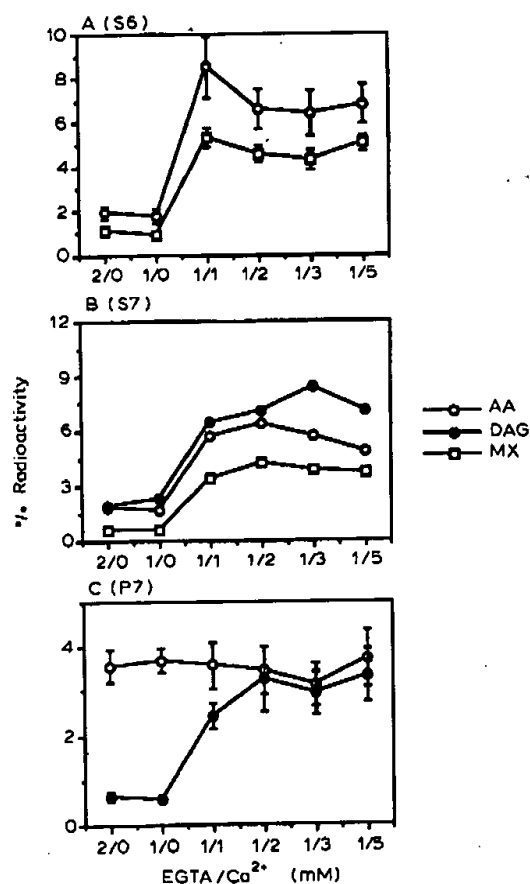 A (S6)
10
8
6
4
2
0
2/0 1/0 1/1 1/2 1/3 1/5
B (S7)
12
9
6
3
0
2/0 1/0 1/1 1/2 1/3 1/5
% Radioactivity
AA
DAG
MX
C (P7)
4
2
0
2/0 1/0 1/1 1/2 1/3 1/5
EGTA/Ca²⁺ (mM)